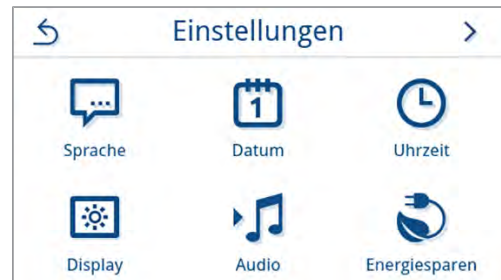 Einstellungen
...
1
Sprache Datum Uhrzeit
Display Audio Energiesparen